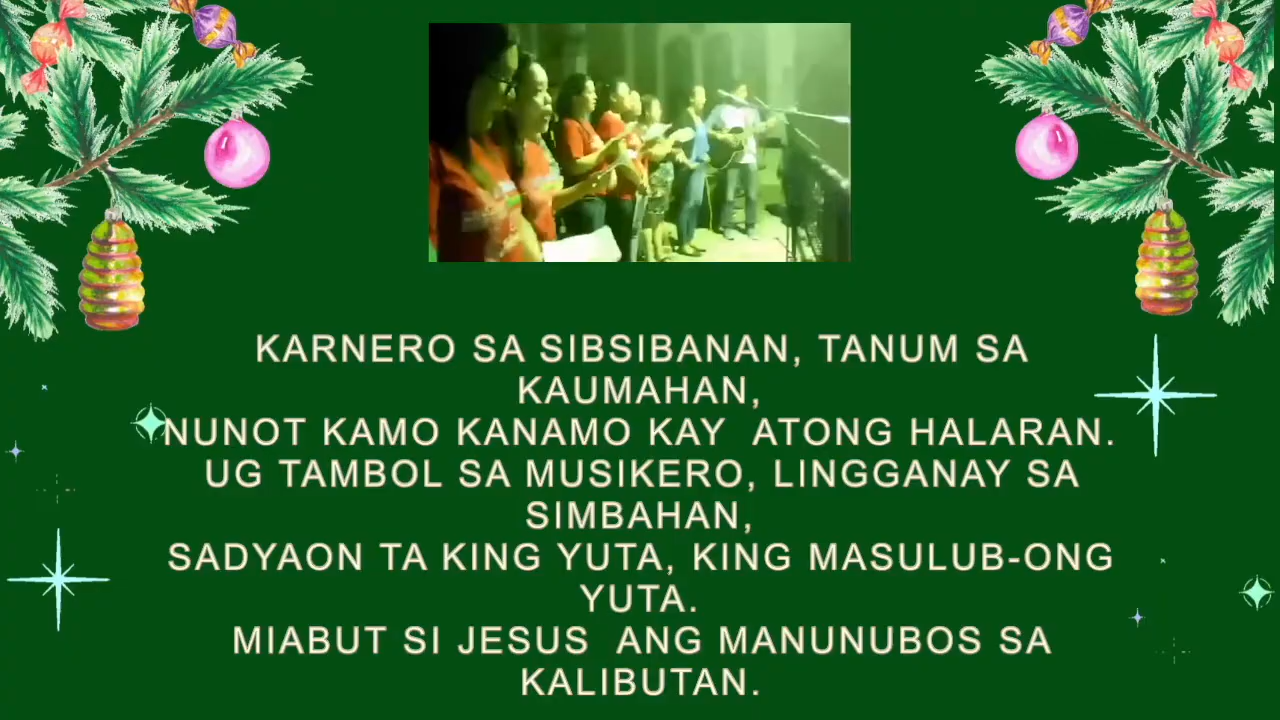 KARNERO SA SIBSIBANAN, TANUM SA
KAUMAHAN,
NUNOT KAMO KANAMO KAY ATONG HALARAN.
UG TAMBOL SA MUSIKERO, LINGGANAY SA
SIMBAHAN,
SADYAON TA KING YUTA, KING MASULUB-ONG
YUTA.
MIABUT SI JESUS ANG MANUNUBOS SA
KALIBUTAN.